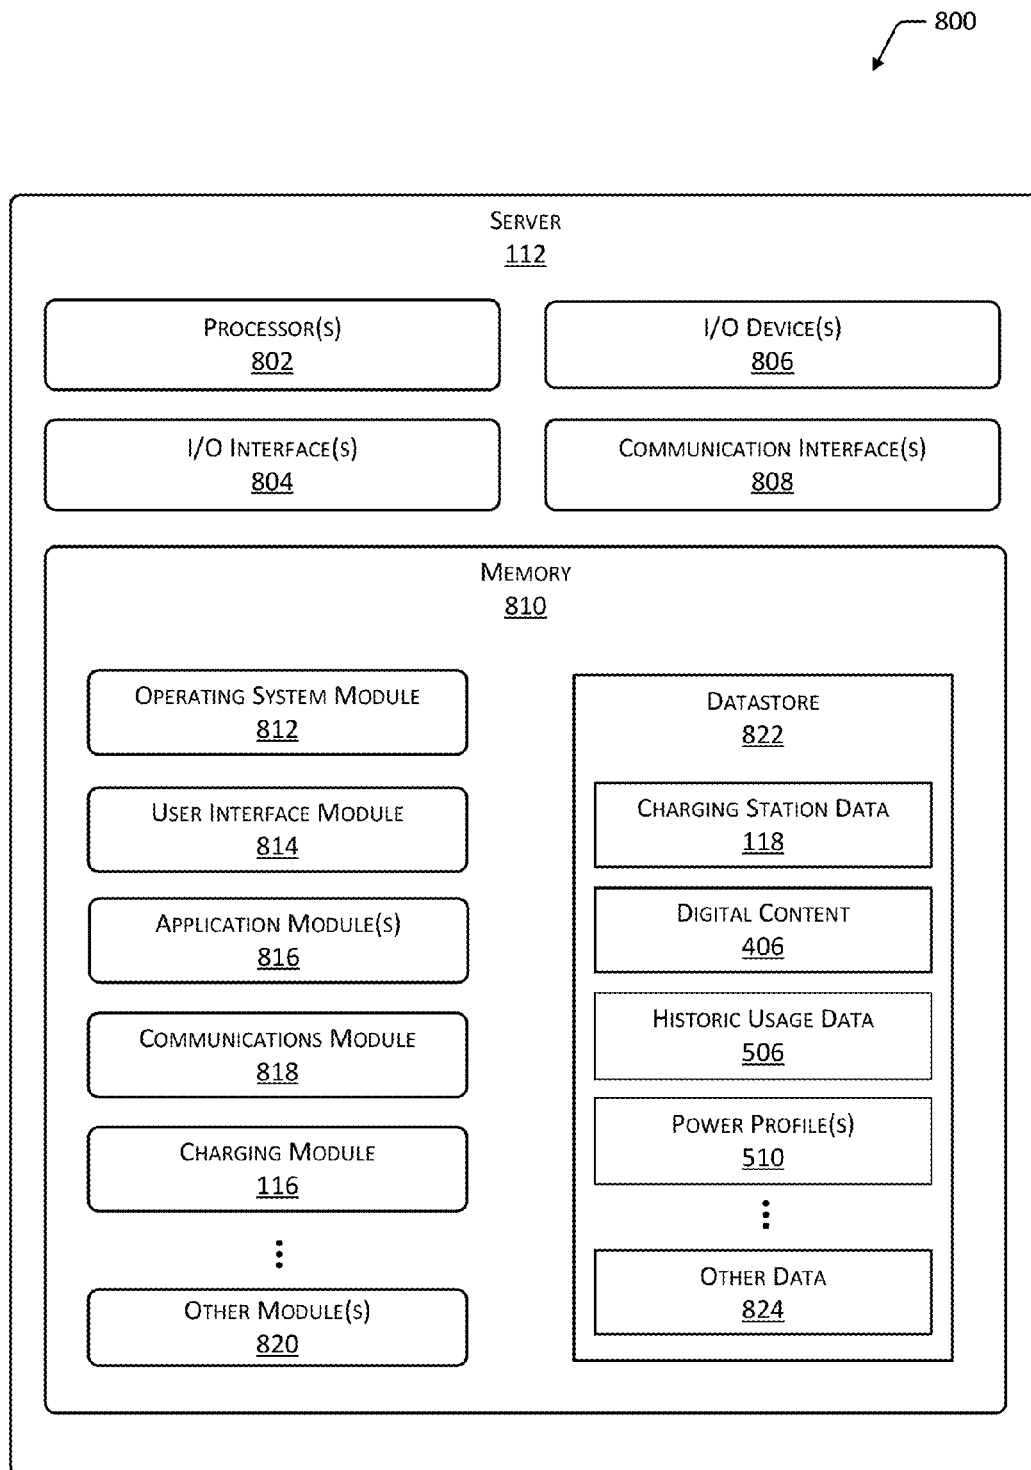 800
SERVER
112
PROCESSOR(S)
802
I/O DEVICE(S)
806
I/O INTERFACE(S)
804
COMMUNICATION INTERFACE(S)
808
MEMORY
810
OPERATING SYSTEM MODULE
812
USER INTERFACE MODULE
814
APPLICATION MODULE(S)
816
COMMUNICATIONS MODULE
818
CHARGING MODULE
116
OTHER MODULE(S)
820
DATASTORE
822
CHARGING STATION DATA
118
DIGITAL CONTENT
406
HISTORIC USAGE DATA
506
POWER PROFILE(S)
510
OTHER DATA
824